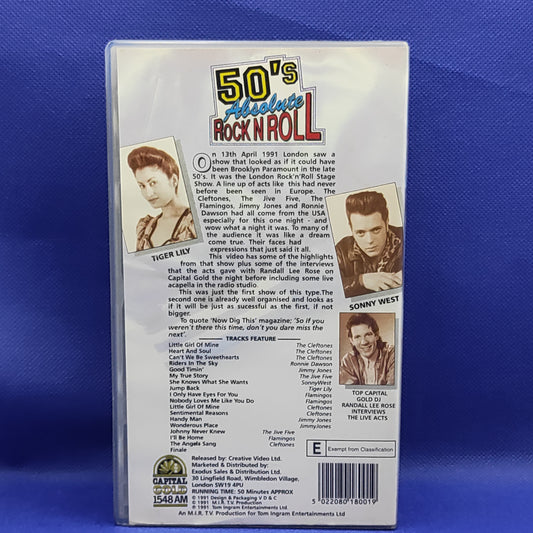 50's
Absolute
ROCK N ROLL
On 13th April 1991 London saw a
show that looked as if it could have
been Brooklyn Paramount in the late
50's. It was the London Rock'n'Roll Stage
Show. A line up of acts like this had never
before been seen in Europe. The
Cleftones, The Jive Five, The
Flamingos, Jimmy Jones and Ronnie
Dawson had all come from the USA
especially for this one night - and
wow what a night it was. To many of
the audience it was like a dream
come true. Their faces had
expressions that just said it all.
This video has some of the highlights
from that show plus some of the interviews
that the acts gave with Randall Lee Rose on
Capital Gold the night before including some live
acapella in the radio studio.
This was just the first show of this type.The
second one is already well organised and looks as
if it will be just as sucessful as the first, if not
bigger.
To quote 'Now Dig This' magazine; 'So if you
weren't there this time, don't you dare miss the
next'.
TIGER LILY
SONNY WEST
TOP CAPITAL
GOLD DJ
RANDALL LEE ROSE
INTERVIEWS
THE LIVE ACTS
TRACKS FEATURE
Little Girl Of Mine The Cleftones
Heart And Soul The Cleftones
Can't We Be Sweethearts The Cleftones
Riders In The Sky Ronnie Dawson
Good Timin' Jimmy Jones
My True Story The Jive Five
She Knows What She Wants SonnyWest
Jump Back Tiger Lily
I Only Have Eyes For You Flamingos
Nobody Loves Me Like You Do Flamingos
Little Girl Of Mine Cleftones
Sentimental Reasons Cleftones
Handy Man Jimmy Jones
Wonderous Place JimmyJones
Johnny Never Knew The Jive Five
I'll Be Home Flamingos
The Angels Sang Cleftones
Finale
E Exempt from Classification
CAPITAL
GOLD
1548 AM
Released by: Creative Video Ltd.
Marketed & Distributed by:
Exodus Sales & Distribution Ltd.
30 Lingfield Road, Wimbledon Village,
London SW19 4PU
RUNNING TIME: 50 Minutes APPROX
© 1991 Design & Packaging V D & C
© 1991 M.I.R. T.V. Production
© 1991 Tom Ingram Entertainments Ltd
An M.I.R. T.V. Production for Tom Ingram Entertainments Ltd
5 022080 180019